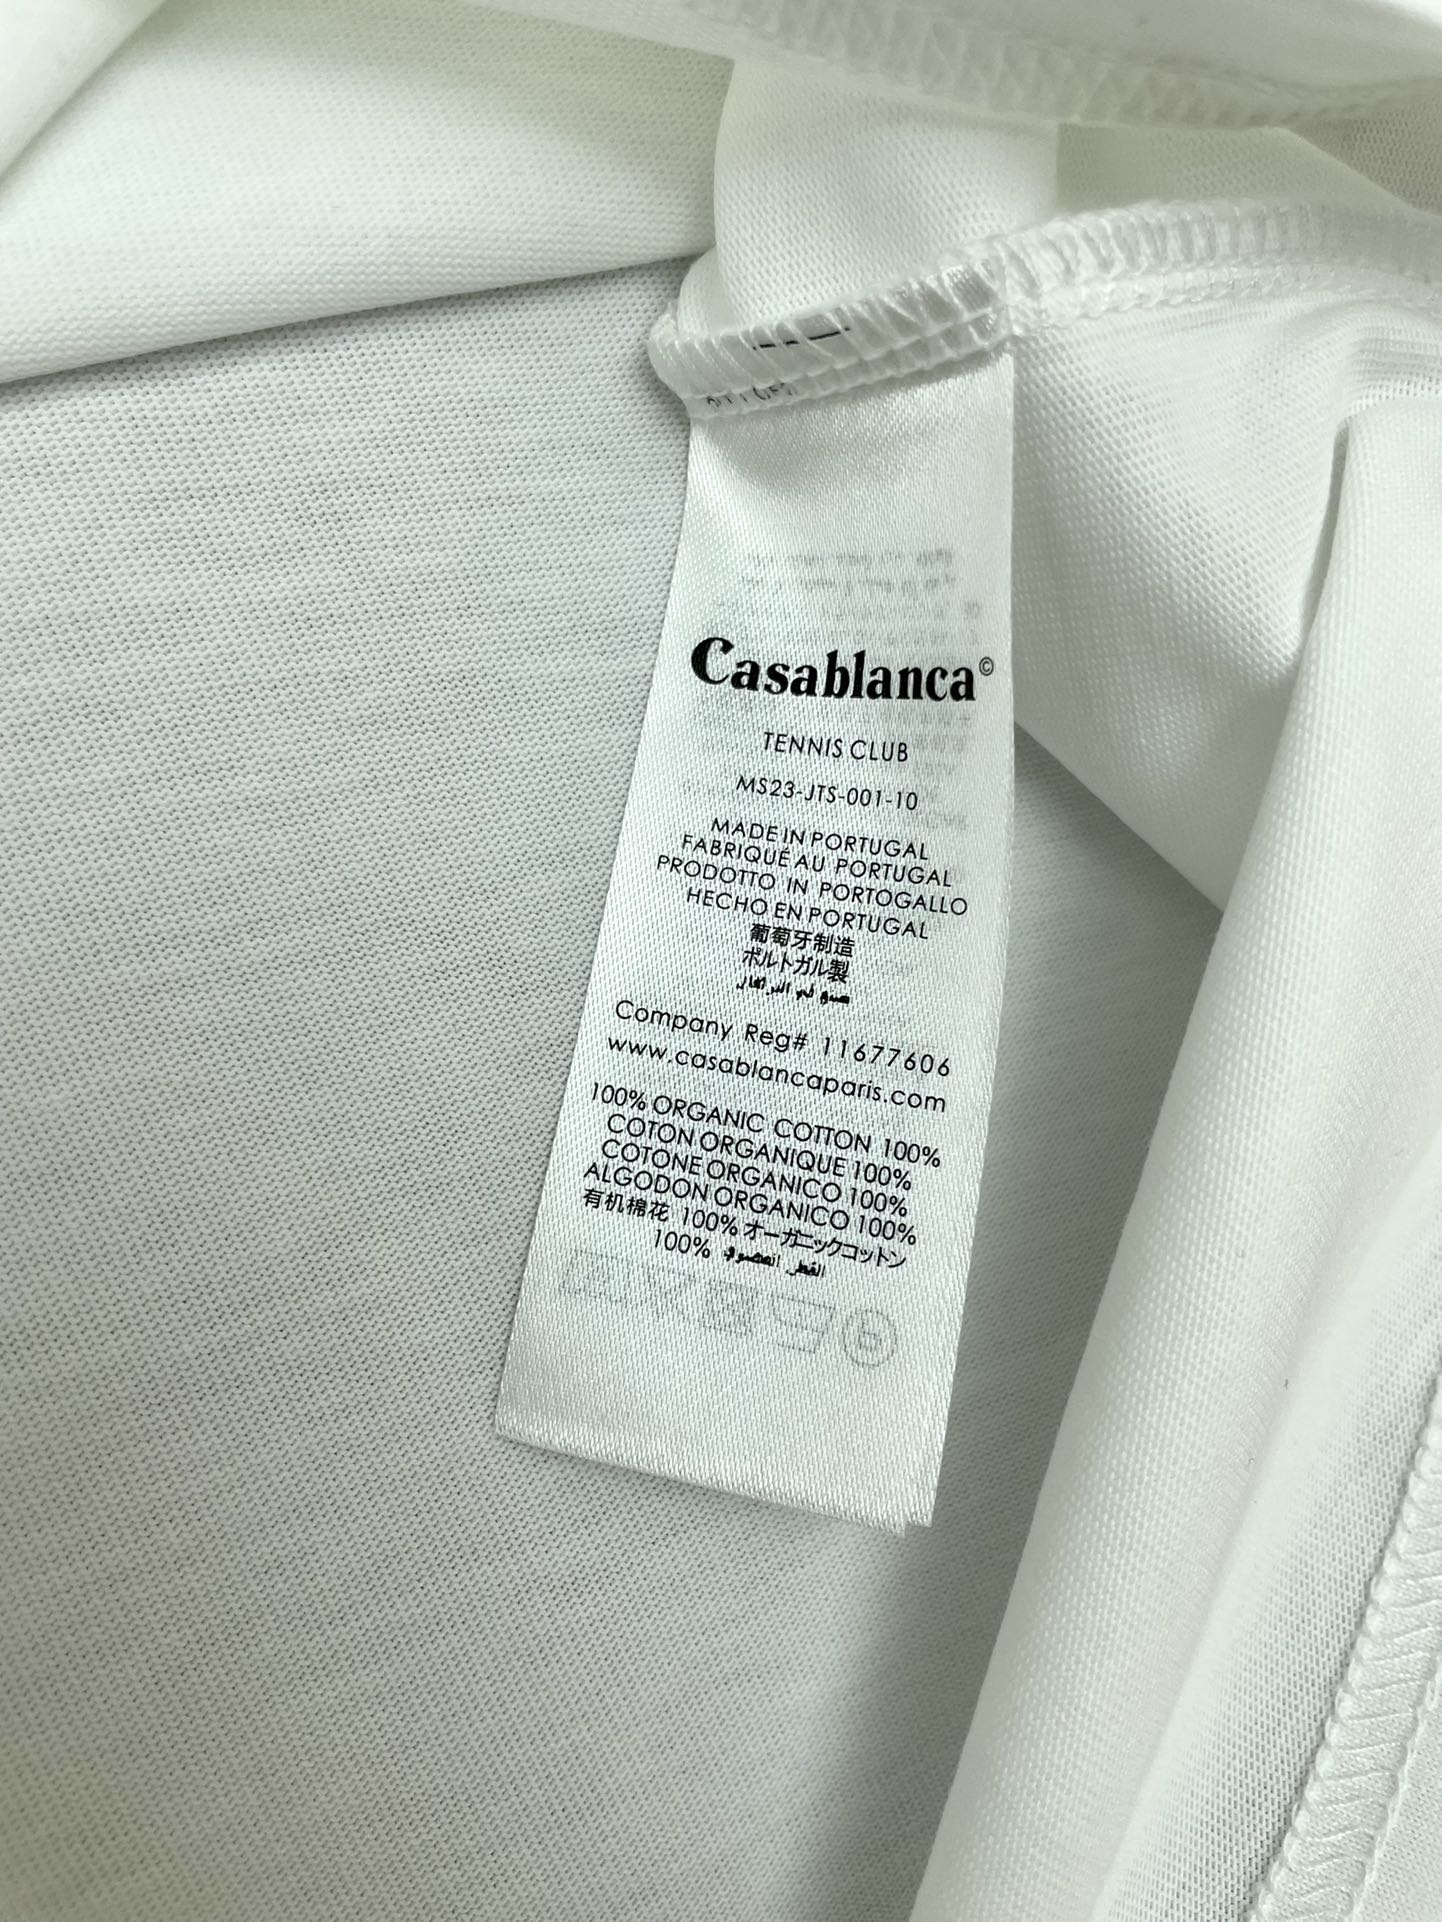 Casablanca©
TENNIS CLUB
MS23-JTS-001-10
MADE IN PORTUGAL
FABRIQUÉ AU PORTUGAL
PRODOTTO IN PORTOGALLO
HECHO EN PORTUGAL
葡萄牙制造
ポルトガル製
Company Reg# 11677606
www.casablancaparis.com
100% ORGANIC COTTON 100%
COTON ORGANIQUE 100%
COTONE ORGANICO 100%
ALGODON ORGANICO 100%
有机棉花 100% オーガニックコットン
100%